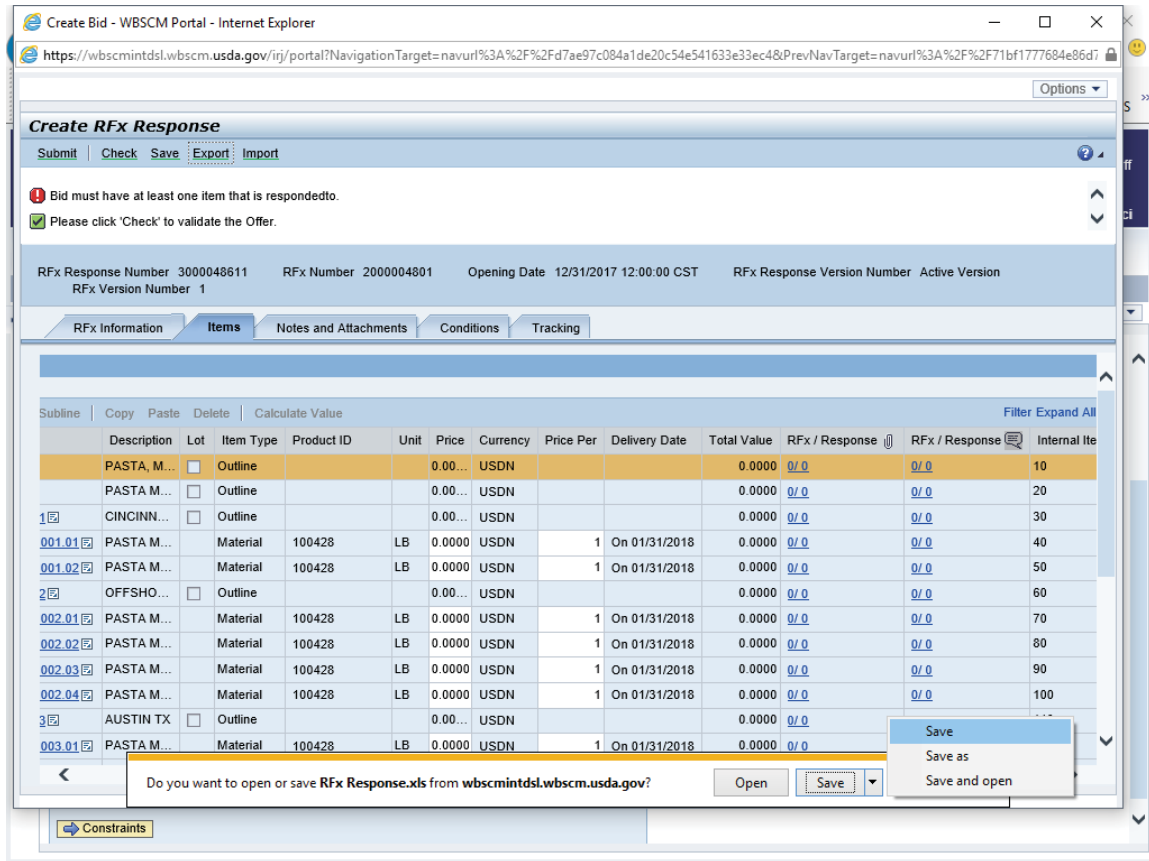 Create Bid - WBSCM Portal - Internet Explorer
https://wbscmintdsl.wbscm.usda.gov/irj/portal?NavigationTarget=navurl%3A%2F%2Fd7ae97c084a1de20c54e541633e33ec4&PrevNavTarget=navurl%3A%2F%2F71bf1777684e86d7
Options
S
Create RFx Response
Submit Check Save Export Import
ff
Bid must have at least one item that is respondedto.
Please click 'Check' to validate the Offer.
ci
RFx Response Number 3000048611 RFx Number 2000004801 Opening Date 12/31/2017 12:00:00 CST RFx Response Version Number Active Version
RFx Version Number 1
RFx Information Items Notes and Attachments Conditions Tracking
Subline Copy Paste Delete Calculate Value Filter Expand All
Description Lot Item Type Product ID Unit Price Currency Price Per Delivery Date Total Value RFx / Response RFx / Response Internal Ite
PASTA, M... Outline 0.00... USDN 0.0000 0/ 0 0/ 0 10
PASTA M... Outline 0.00... USDN 0.0000 0/ 0 0/ 0 20
1 CINCINN... Outline 0.00... USDN 0.0000 0/ 0 0/ 0 30
001.01 PASTA M... Material 100428 LB 0.0000 USDN 1 On 01/31/2018 0.0000 0/ 0 0/ 0 40
001.02 PASTA M... Material 100428 LB 0.0000 USDN 1 On 01/31/2018 0.0000 0/ 0 0/ 0 50
2 OFFSHO... Outline 0.00... USDN 0.0000 0/ 0 0/ 0 60
002.01 PASTA M... Material 100428 LB 0.0000 USDN 1 On 01/31/2018 0.0000 0/ 0 0/ 0 70
002.02 PASTA M... Material 100428 LB 0.0000 USDN 1 On 01/31/2018 0.0000 0/ 0 0/ 0 80
002.03 PASTA M... Material 100428 LB 0.0000 USDN 1 On 01/31/2018 0.0000 0/ 0 0/ 0 90
002.04 PASTA M... Material 100428 LB 0.0000 USDN 1 On 01/31/2018 0.0000 0/ 0 0/ 0 100
3 AUSTIN TX Outline 0.00... USDN 0.0000 0/ 0
003.01 PASTA M... Material 100428 LB 0.0000 USDN 1 On 01/31/2018 0.0000 0/ 0
Save
Save as
Save and open
Do you want to open or save RFx Response.xls from wbscmintdsl.wbscm.usda.gov? Open Save
Constraints